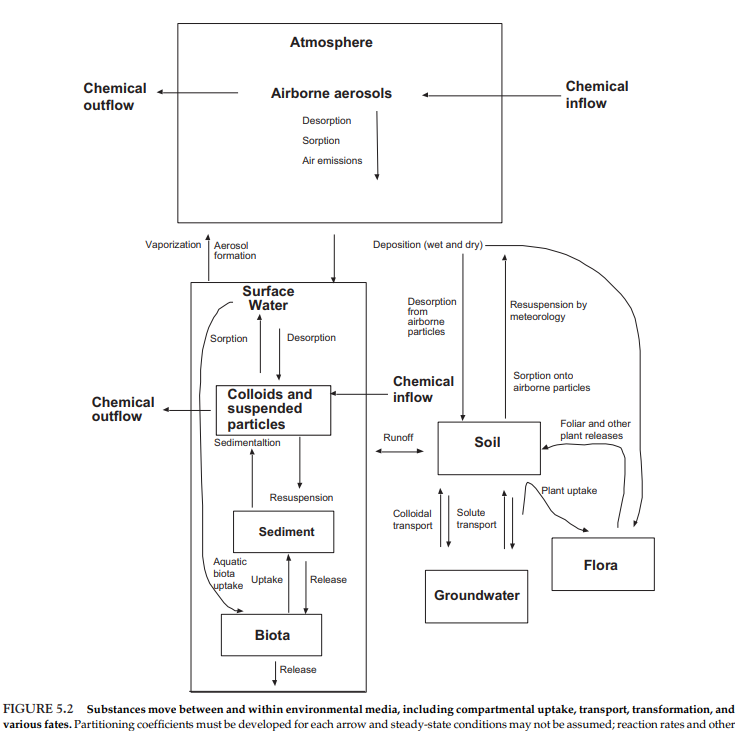 Atmosphere
Chemical
outflow
Airborne aerosols
Chemical
inflow
Desorption
Sorption
Air emissions
Vaporization
Aerosol
formation
Deposition (wet and dry)
Surface
Water
Desorption
from
airborne
particles
Resuspension by
meteorology
Sorption
Desorption
Sorption onto
airborne particles
Chemical
outflow
Colloids and
suspended
particles
Chemical
inflow
Sedimentaltion
Runoff
Soil
Foliar and other
plant releases
Resuspension
Colloidal
transport
Solute
transport
Plant uptake
Sediment
Aquatic
biota
uptake
Uptake
Release
Flora
Groundwater
Biota
Release
FIGURE 5.2 Substances move between and within environmental media, including compartmental uptake, transport, transformation, and
various fates. Partitioning coefficients must be developed for each arrow and steady-state conditions may not be assumed; reaction rates and other